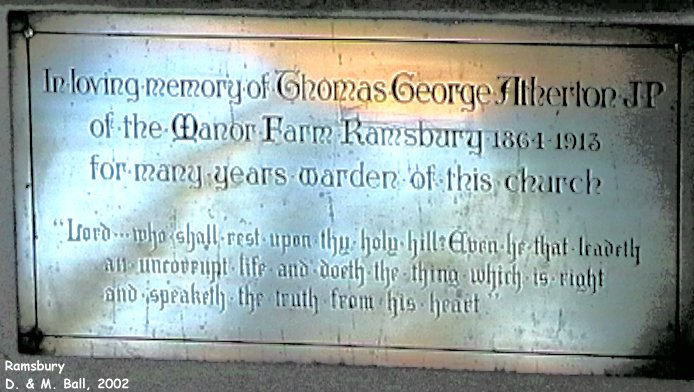 In·loving·memory·of Thomas George Atherton J·P
of·the·Manor Farm Ramsbury·1864-1913
for·many·years warden of this church
"Lord···who·shall·rest·upon·thy·holy·hill? Even·he·that·leadeth
an·uncorrupt·life·and·doeth·the·thing·which·is·right
and·speaketh·the·truth·from·his·heart"
Ramsbury
D. & M. Ball, 2002